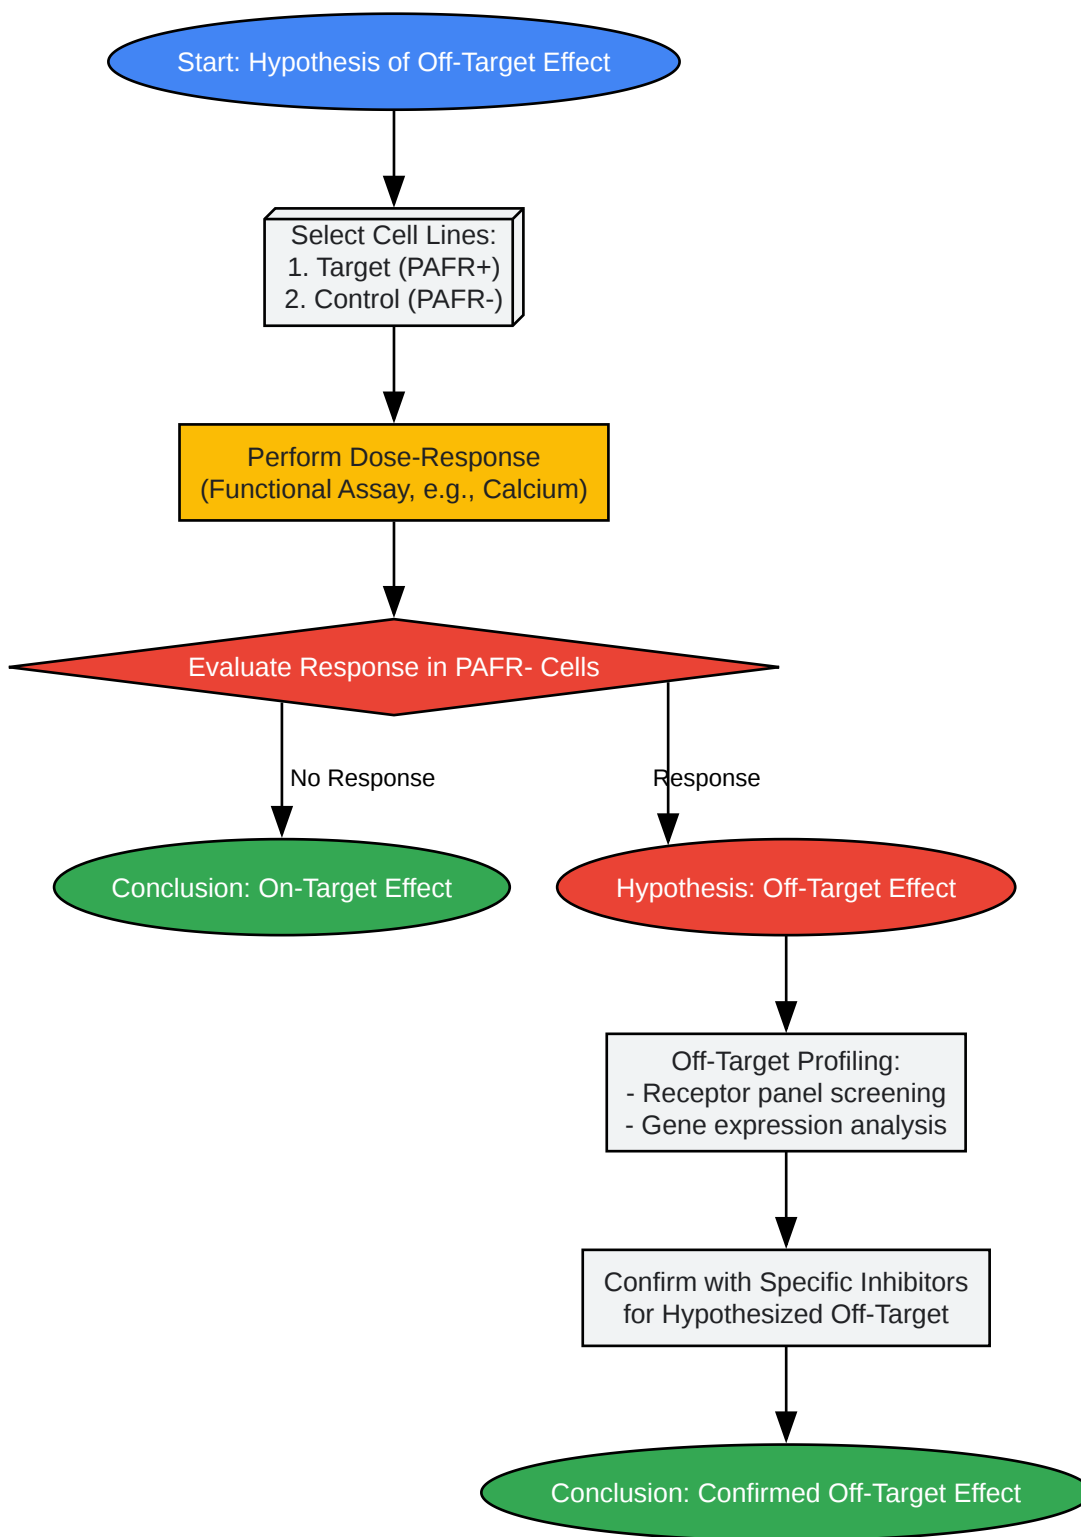 Start: Hypothesis of Off-Target Effect
Select Cell Lines:
1. Target (PAFR+)
2. Control (PAFR-)
Perform Dose-Response
(Functional Assay, e.g., Calcium)
Evaluate Response in PAFR- Cells
No Response
Response
Conclusion: On-Target Effect
Hypothesis: Off-Target Effect
Off-Target Profiling:
- Receptor panel screening
- Gene expression analysis
Confirm with Specific Inhibitors
for Hypothesized Off-Target
Conclusion: Confirmed Off-Target Effect